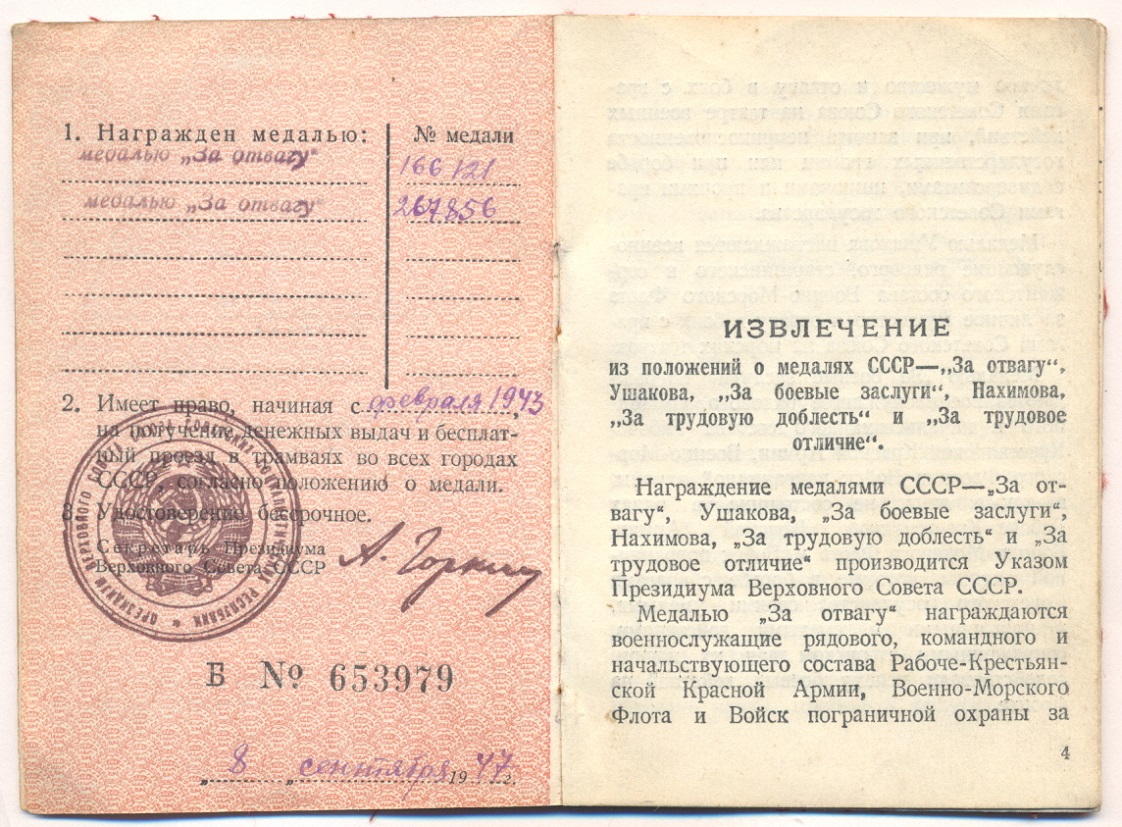 1. Награжден медалью:
№ медали
медалью „За отвагу“
166121
медалью „За отвагу“
267856
2. Имеет право, начиная с февраля 1943,
на получение денежных выдач и бесплат-
ный проезд в трамваях во всех городах
СССР, согласно положению о медали.
3. Удостоверение бессрочное.
Секретарь Президиума
Верховного Совета СССР
А. Горкин
Б № 653979
„ 8 „ сентября 1947 г.
ИЗВЛЕЧЕНИЕ
из положений о медалях СССР—„За отвагу“,
Ушакова, „За боевые заслуги“, Нахимова,
„За трудовую доблесть“ и „За трудовое
отличие“.
Награждение медалями СССР—„За от-
вагу“, Ушакова, „За боевые заслуги“,
Нахимова, „За трудовую доблесть“ и „За
трудовое отличие“ производится Указом
Президиума Верховного Совета СССР.
Медалью „За отвагу“ награждаются
военнослужащие рядового, командного и
начальствующего состава Рабоче-Крестьян-
ской Красной Армии, Военно-Морского
Флота и Войск пограничной охраны за
4